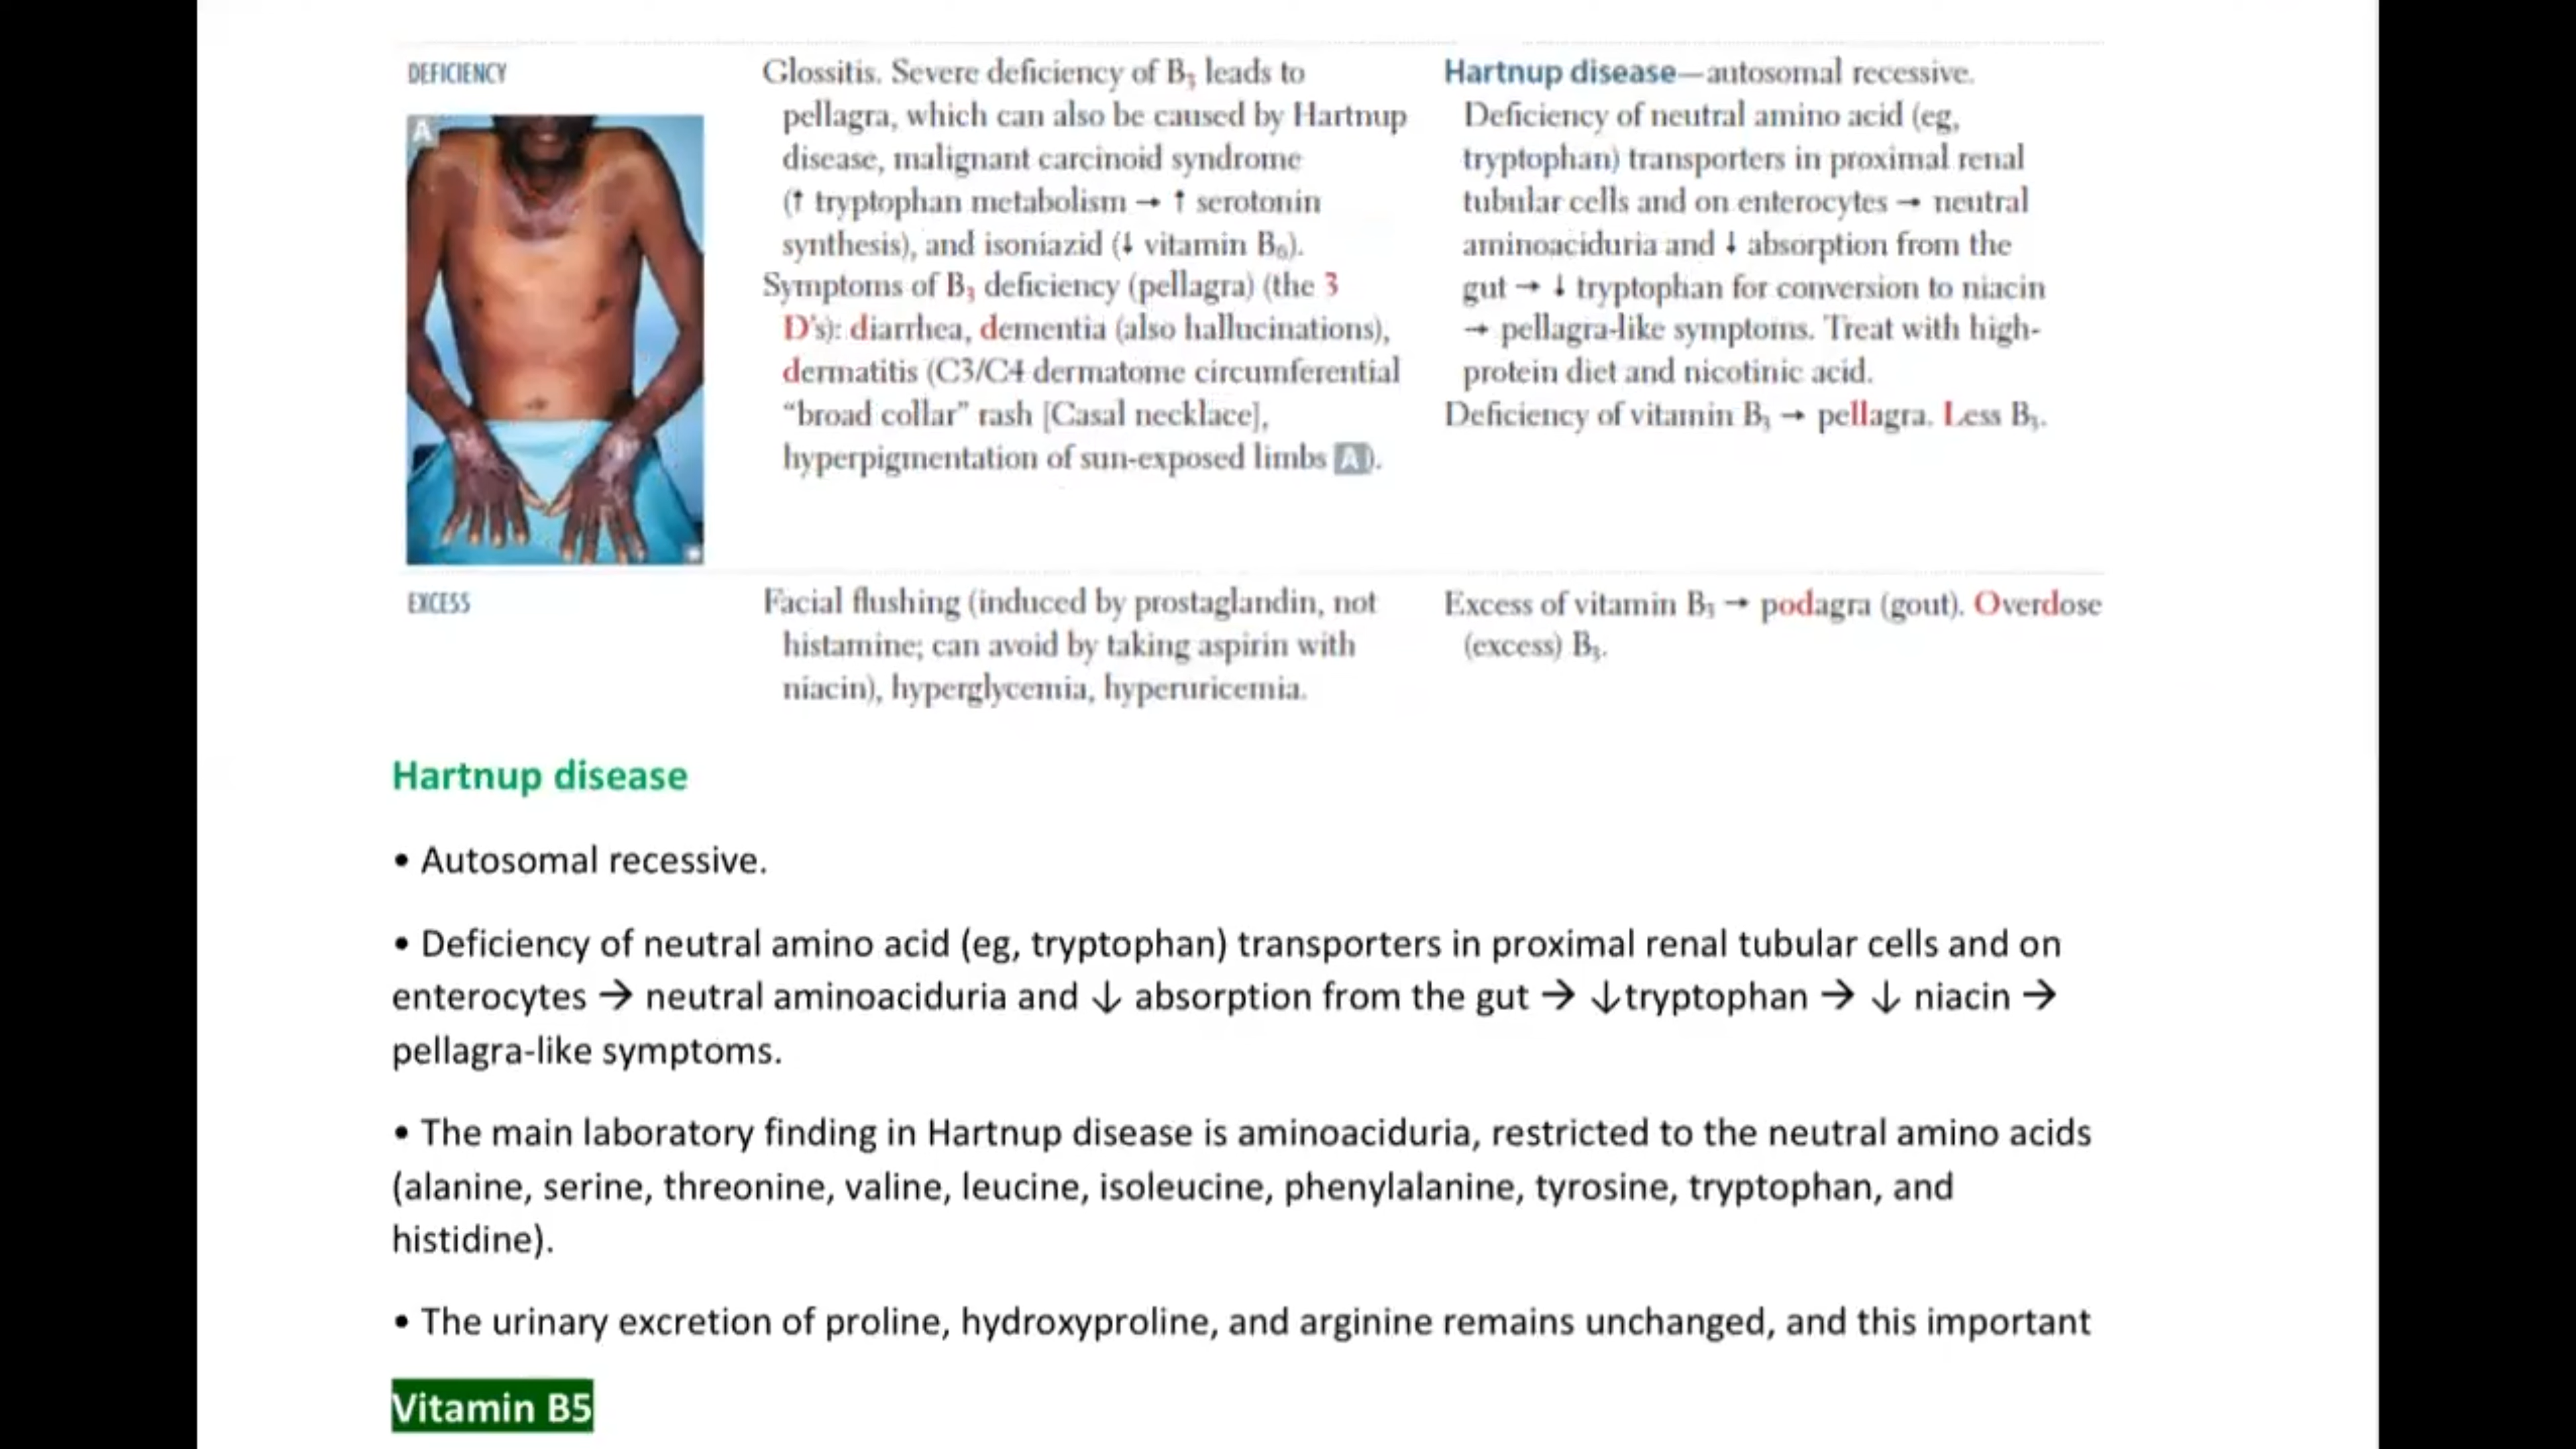 DEFICIENCY
A
Glossitis. Severe deficiency of B₃ leads to
pellagra, which can also be caused by Hartnup
disease, malignant carcinoid syndrome
(↑ tryptophan metabolism → ↑ serotonin
synthesis), and isoniazid (↓ vitamin B₆).
Symptoms of B₃ deficiency (pellagra) (the 3
D's): diarrhea, dementia (also hallucinations),
dermatitis (C3/C4 dermatome circumferential
“broad collar” rash [Casal necklace],
hyperpigmentation of sun-exposed limbs A).
Hartnup disease—autosomal recessive.
Deficiency of neutral amino acid (eg,
tryptophan) transporters in proximal renal
tubular cells and on enterocytes → neutral
aminoaciduria and ↓ absorption from the
gut → ↓ tryptophan for conversion to niacin
→ pellagra-like symptoms. Treat with high-
protein diet and nicotinic acid.
Deficiency of vitamin B₃ → pellagra. Less B₃.
EXCESS
Facial flushing (induced by prostaglandin, not
histamine; can avoid by taking aspirin with
niacin), hyperglycemia, hyperuricemia.
Excess of vitamin B₃ → podagra (gout). Overdose
(excess) B₃.
Hartnup disease
• Autosomal recessive.
• Deficiency of neutral amino acid (eg, tryptophan) transporters in proximal renal tubular cells and on
enterocytes → neutral aminoaciduria and ↓ absorption from the gut → ↓tryptophan → ↓ niacin →
pellagra-like symptoms.
• The main laboratory finding in Hartnup disease is aminoaciduria, restricted to the neutral amino acids
(alanine, serine, threonine, valine, leucine, isoleucine, phenylalanine, tyrosine, tryptophan, and
histidine).
• The urinary excretion of proline, hydroxyproline, and arginine remains unchanged, and this important
Vitamin B5